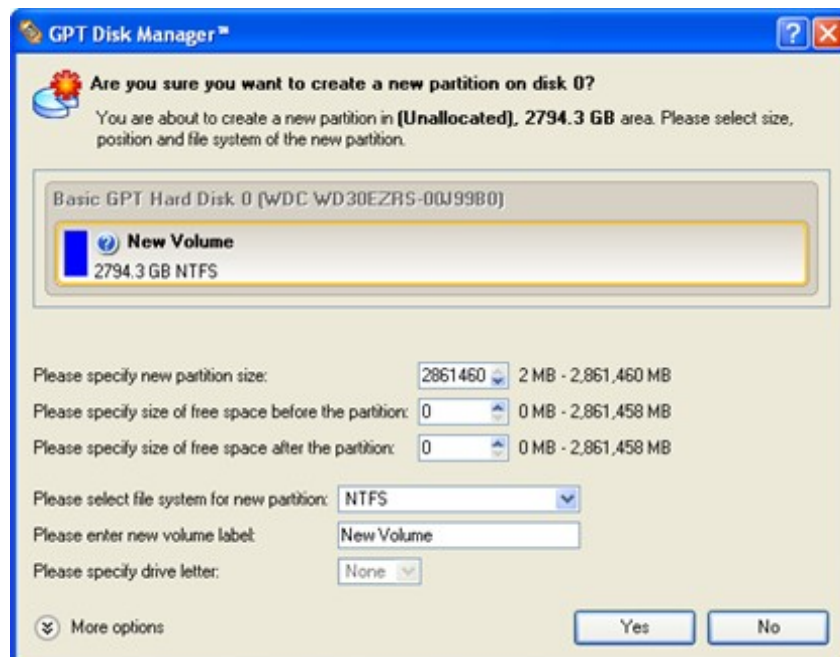 GPT Disk Manager™
Are you sure you want to create a new partition on disk 0?
You are about to create a new partition in (Unallocated), 2794.3 GB area. Please select size,
position and file system of the new partition.
Basic GPT Hard Disk 0 (WDC WD30EZRS-00J99B0)
New Volume
2794.3 GB NTFS
Please specify new partition size: 2861460 2 MB - 2,861,460 MB
Please specify size of free space before the partition: 0 0 MB - 2,861,458 MB
Please specify size of free space after the partition: 0 0 MB - 2,861,458 MB
Please select file system for new partition: NTFS
Please enter new volume label: New Volume
Please specify drive letter: None
More options Yes No